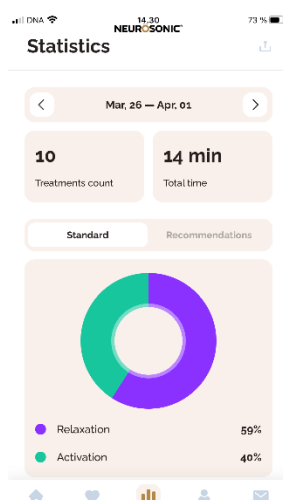 DNA 14.30 73 %
NEUROSONIC
Statistics
Mar, 26 — Apr, 01
10 14 min
Treatments count Total time
Standard Recommendations
Relaxation 59%
Activation 40%